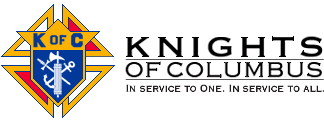 K OF C
KNIGHTS
OF COLUMBUS
IN SERVICE TO ONE. IN SERVICE TO ALL.